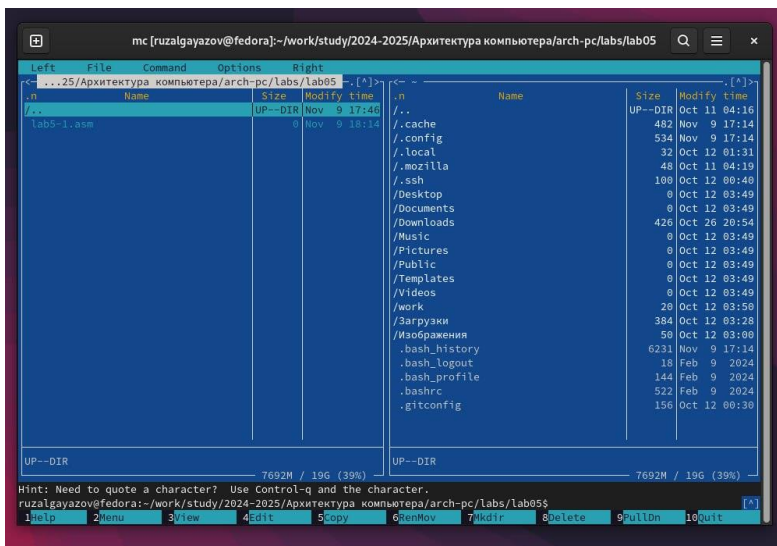 mc [ruzalgayazov@fedora]:~/work/study/2024-2025/Архитектура компьютера/arch-pc/labs/lab05
Left File Command Options Right
<— ...25/Архитектура компьютера/arch-pc/labs/lab05 —.[^]>
.n Name Size Modify time
/.. UP--DIR Nov 9 17:46
lab5-1.asm 0 Nov 9 18:14
UP--DIR
7692M / 19G (39%)
<— ~ —.[^]>
.n Name Size Modify time
/.. UP--DIR Oct 11 04:16
/.cache 482 Nov 9 17:14
/.config 534 Nov 9 17:14
/.local 32 Oct 12 01:31
/.mozilla 48 Oct 11 04:19
/.ssh 100 Oct 12 00:40
/Desktop 0 Oct 12 03:49
/Documents 0 Oct 12 03:49
/Downloads 426 Oct 26 20:54
/Music 0 Oct 12 03:49
/Pictures 0 Oct 12 03:49
/Public 0 Oct 12 03:49
/Templates 0 Oct 12 03:49
/Videos 0 Oct 12 03:49
/work 20 Oct 12 03:50
/Загрузки 384 Oct 12 03:28
/Изображения 50 Oct 12 03:00
.bash_history 6231 Nov 9 17:14
.bash_logout 18 Feb 9 2024
.bash_profile 144 Feb 9 2024
.bashrc 522 Feb 9 2024
.gitconfig 156 Oct 12 00:30
UP--DIR
7692M / 19G (39%)
Hint: Need to quote a character? Use Control-q and the character.
ruzalgayazov@fedora:~/work/study/2024-2025/Архитектура компьютера/arch-pc/labs/lab05$ [^]
1Help 2Menu 3View 4Edit 5Copy 6RenMov 7Mkdir 8Delete 9PullDn 10Quit